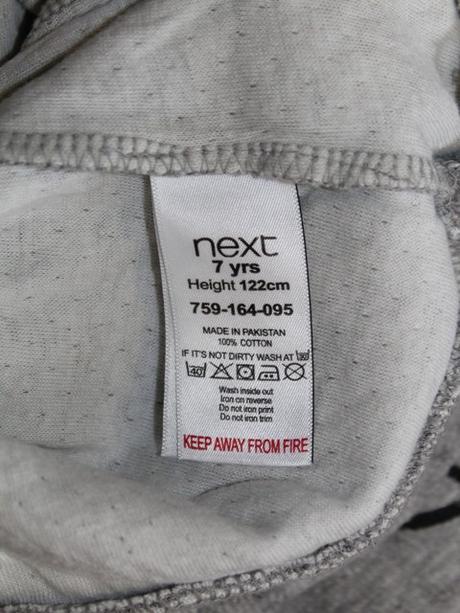 next
7 yrs
Height 122cm
759-164-095
MADE IN PAKISTAN
100% COTTON
IF IT'S NOT DIRTY WASH AT 30
40
Wash inside out
Iron on reverse
Do not iron print
Do not iron trim
KEEP AWAY FROM FIRE